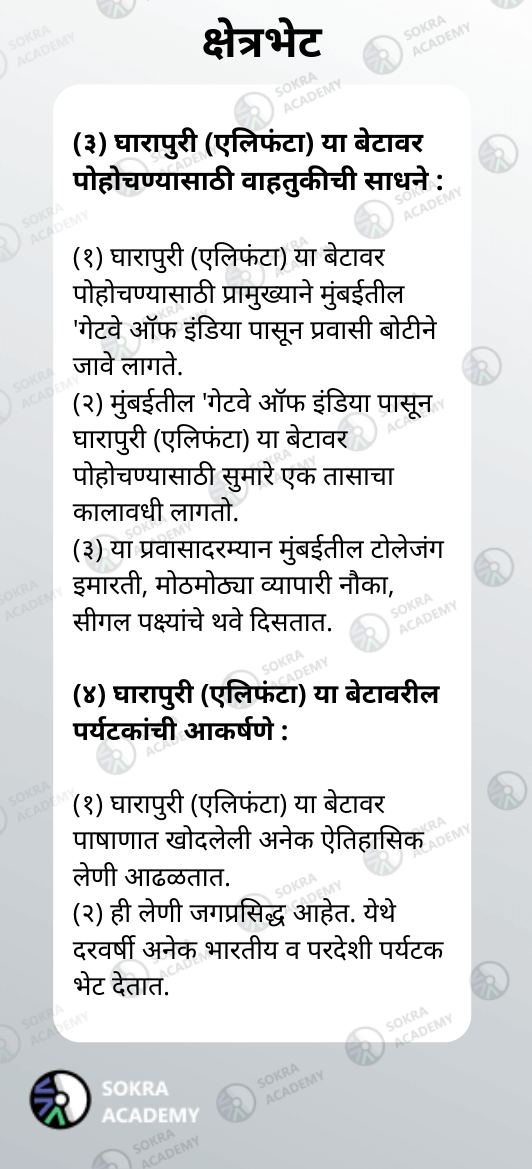 क्षेत्रभेट
(३) घारापुरी (एलिफंटा) या बेटावर
पोहोचण्यासाठी वाहतुकीची साधने :
(१) घारापुरी (एलिफंटा) या बेटावर
पोहोचण्यासाठी प्रामुख्याने मुंबईतील
'गेटवे ऑफ इंडिया पासून प्रवासी बोटीने
जावे लागते.
(२) मुंबईतील 'गेटवे ऑफ इंडिया पासून
घारापुरी (एलिफंटा) या बेटावर
पोहोचण्यासाठी सुमारे एक तासाचा
कालावधी लागतो.
(३) या प्रवासादरम्यान मुंबईतील टोलेजंग
इमारती, मोठमोठ्या व्यापारी नौका,
सीगल पक्ष्यांचे थवे दिसतात.
(४) घारापुरी (एलिफंटा) या बेटावरील
पर्यटकांची आकर्षणे :
(१) घारापुरी (एलिफंटा) या बेटावर
पाषाणात खोदलेली अनेक ऐतिहासिक
लेणी आढळतात.
(२) ही लेणी जगप्रसिद्ध आहेत. येथे
दरवर्षी अनेक भारतीय व परदेशी पर्यटक
भेट देतात.
SOKRA
ACADEMY